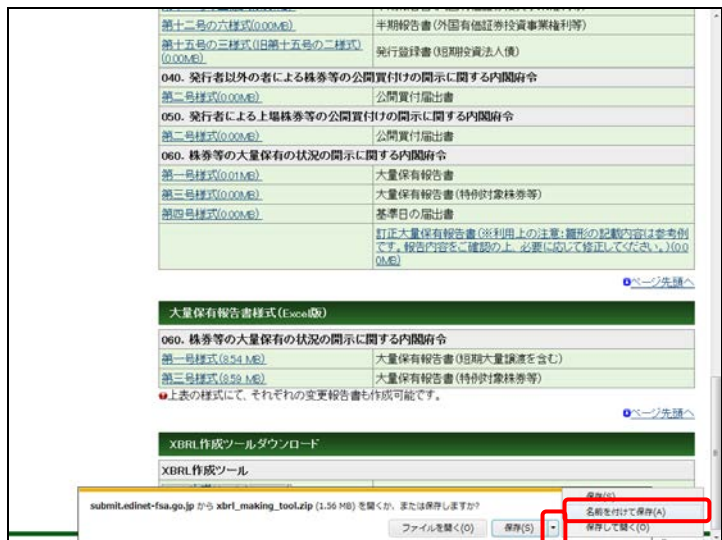 第十二号の六様式(0.00MB)
半期報告書(外国有価証券投資事業権利等)
第十五号の三様式(旧第十五号の二様式)
(0.00MB)
発行登録書(短期投資法人債)
040. 発行者以外の者による株券等の公開買付けの開示に関する内閣府令
第二号様式(0.00MB)
公開買付届出書
050. 発行者による上場株券等の公開買付けの開示に関する内閣府令
第二号様式(0.00MB)
公開買付届出書
060. 株券等の大量保有の状況の開示に関する内閣府令
第一号様式(0.01MB)
大量保有報告書
第三号様式(0.00MB)
大量保有報告書(特例対象株券等)
第四号様式(0.00MB)
基準日の届出書
訂正大量保有報告書(※利用上の注意:雛形の記載内容は参考例
です。報告内容をご確認の上、必要に応じて修正してください。)(0.0
0MB)
ページ先頭へ
大量保有報告書様式(Excel版)
060. 株券等の大量保有の状況の開示に関する内閣府令
第一号様式(8.54 MB)
大量保有報告書(短期大量譲渡を含む)
第三号様式(8.59 MB)
大量保有報告書(特例対象株券等)
上表の様式にて、それぞれの変更報告書も作成可能です。
ページ先頭へ
XBRL作成ツールダウンロード
XBRL作成ツール
submit.edinet-fsa.go.jp から xbrl_making_tool.zip (1.56 MB) を開くか、または保存しますか?
ファイルを開く(O)
保存(S)
保存(S)
名前を付けて保存(A)
保存して開く(O)